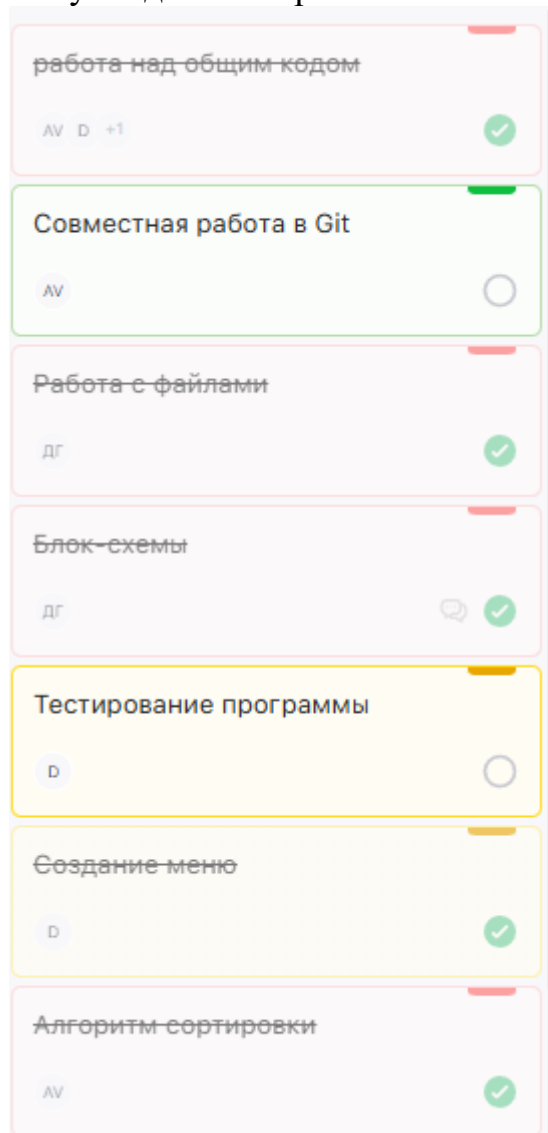 работа над общим кодом
AV D +1
Совместная работа в Git
AV
Работа с файлами
ДГ
Блок-схемы
ДГ
Тестирование программы
D
Создание меню
D
Алгоритм сортировки
AV